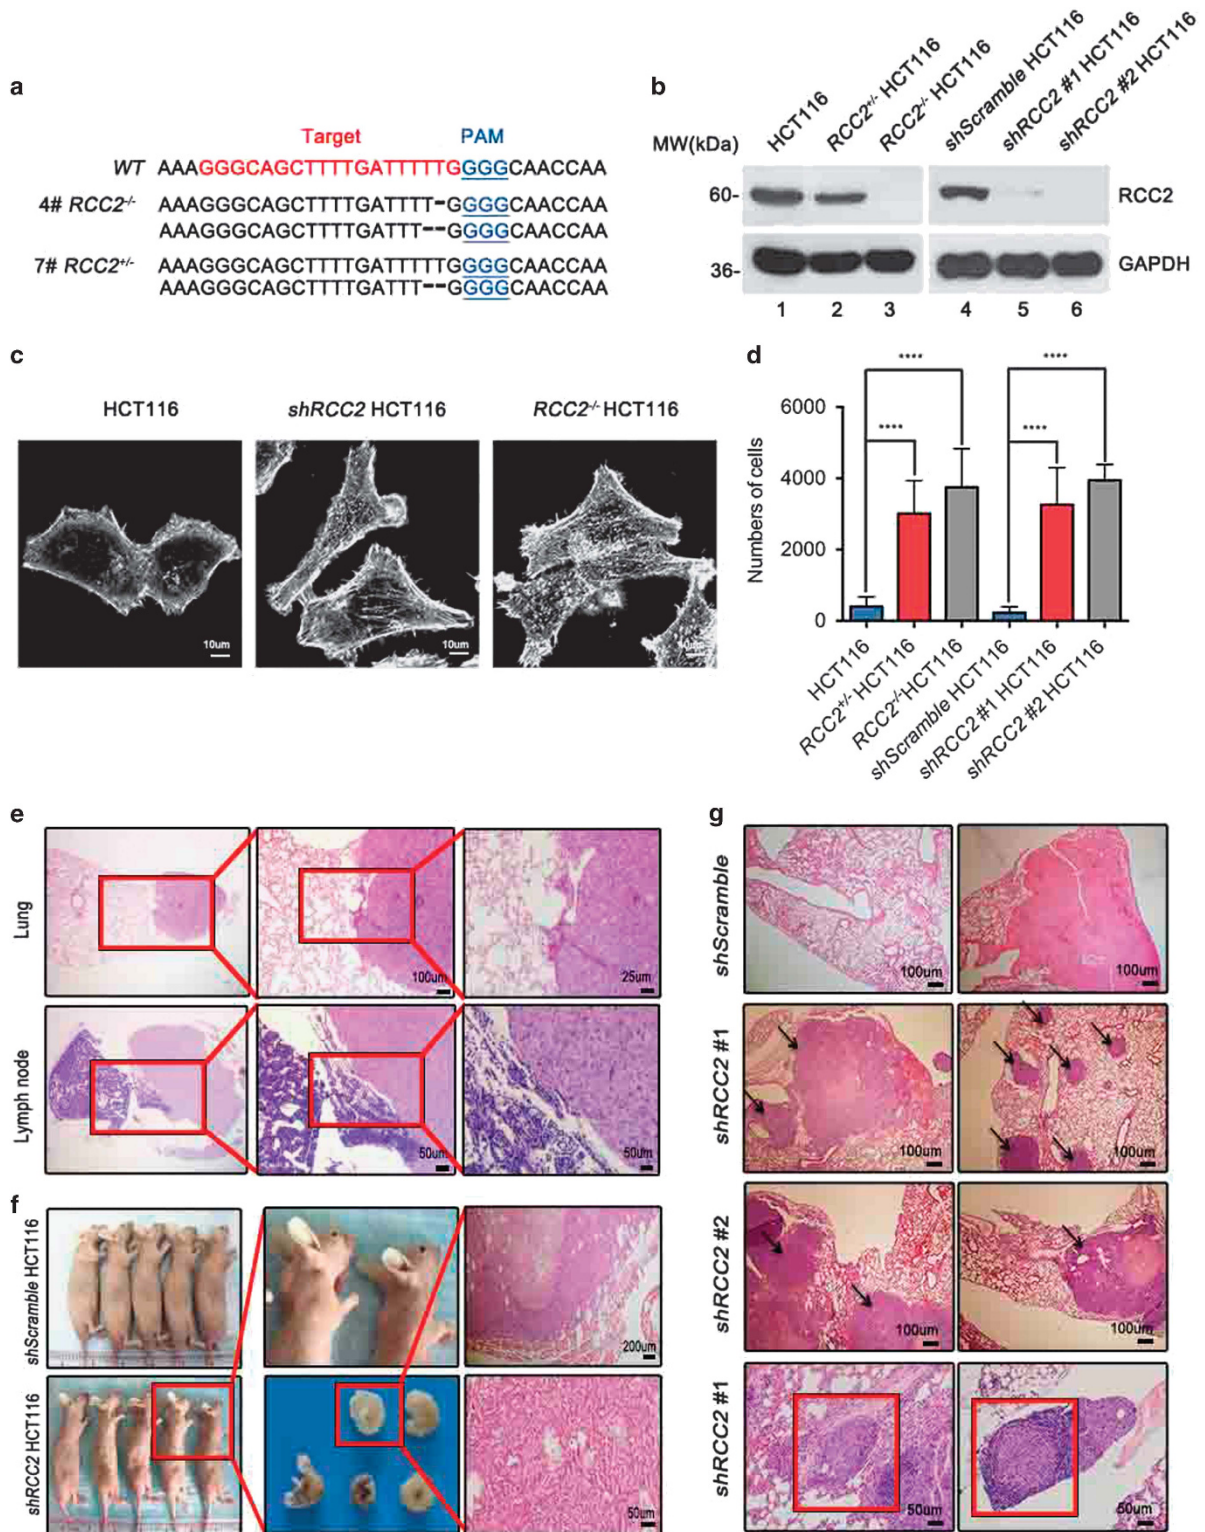 a
Target PAM
WT AAAGGGCAGCTTTTGATTTTTGGGGCAACCAA
4# RCC2-/- AAAGGGCAGCTTTTGATTTT-GGGGCAACCAA
AAAGGGCAGCTTTTGATTT--GGGGCAACCAA
7# RCC2+/- AAAGGGCAGCTTTTGATTTTTGGGGCAACCAA
AAAGGGCAGCTTTTGATTT--GGGGCAACCAA
b
MW(kDa)
HCT116
RCC2+/- HCT116
RCC2-/- HCT116
shScramble HCT116
shRCC2 #1 HCT116
shRCC2 #2 HCT116
60- RCC2
36- GAPDH
1 2 3 4 5 6
c
HCT116 shRCC2 HCT116 RCC2-/- HCT116
10um 10um 10um
d
**** ****
**** ****
Numbers of cells
6000
4000
2000
0
HCT116
RCC2+/- HCT116
RCC2-/- HCT116
shScramble HCT116
shRCC2 #1 HCT116
shRCC2 #2 HCT116
e
Lung
100um 25um
Lymph node
50um 50um
f
shScramble HCT116
200um
shRCC2 HCT116
50um
g
shScramble
100um 100um
shRCC2 #1
100um 100um
shRCC2 #2
100um 100um
shRCC2 #1
50um 50um